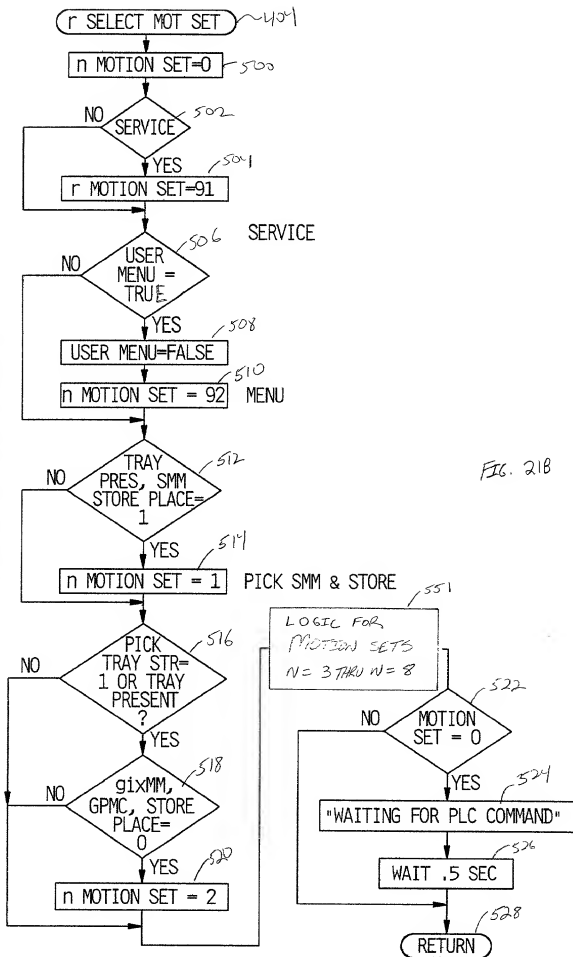 r SELECT MOT SET
404
n MOTION SET=0
500
502
NO
SERVICE
YES
504
r MOTION SET=91
506
SERVICE
NO
USER
MENU =
TRUE
YES
508
USER MENU=FALSE
510
n MOTION SET = 92
MENU
512
NO
TRAY
PRES, SMM
STORE PLACE=
1
YES
514
n MOTION SET = 1
PICK SMM & STORE
516
NO
PICK
TRAY STR=
1 OR TRAY
PRESENT
?
YES
518
NO
gixMM,
GPMC, STORE
PLACE=
0
YES
520
n MOTION SET = 2
FIG. 21B
551
LOGIC FOR
MOTION SETS
N = 3 THRU N = 8
522
NO
MOTION
SET = 0
YES
524
"WAITING FOR PLC COMMAND"
526
WAIT .5 SEC
528
RETURN